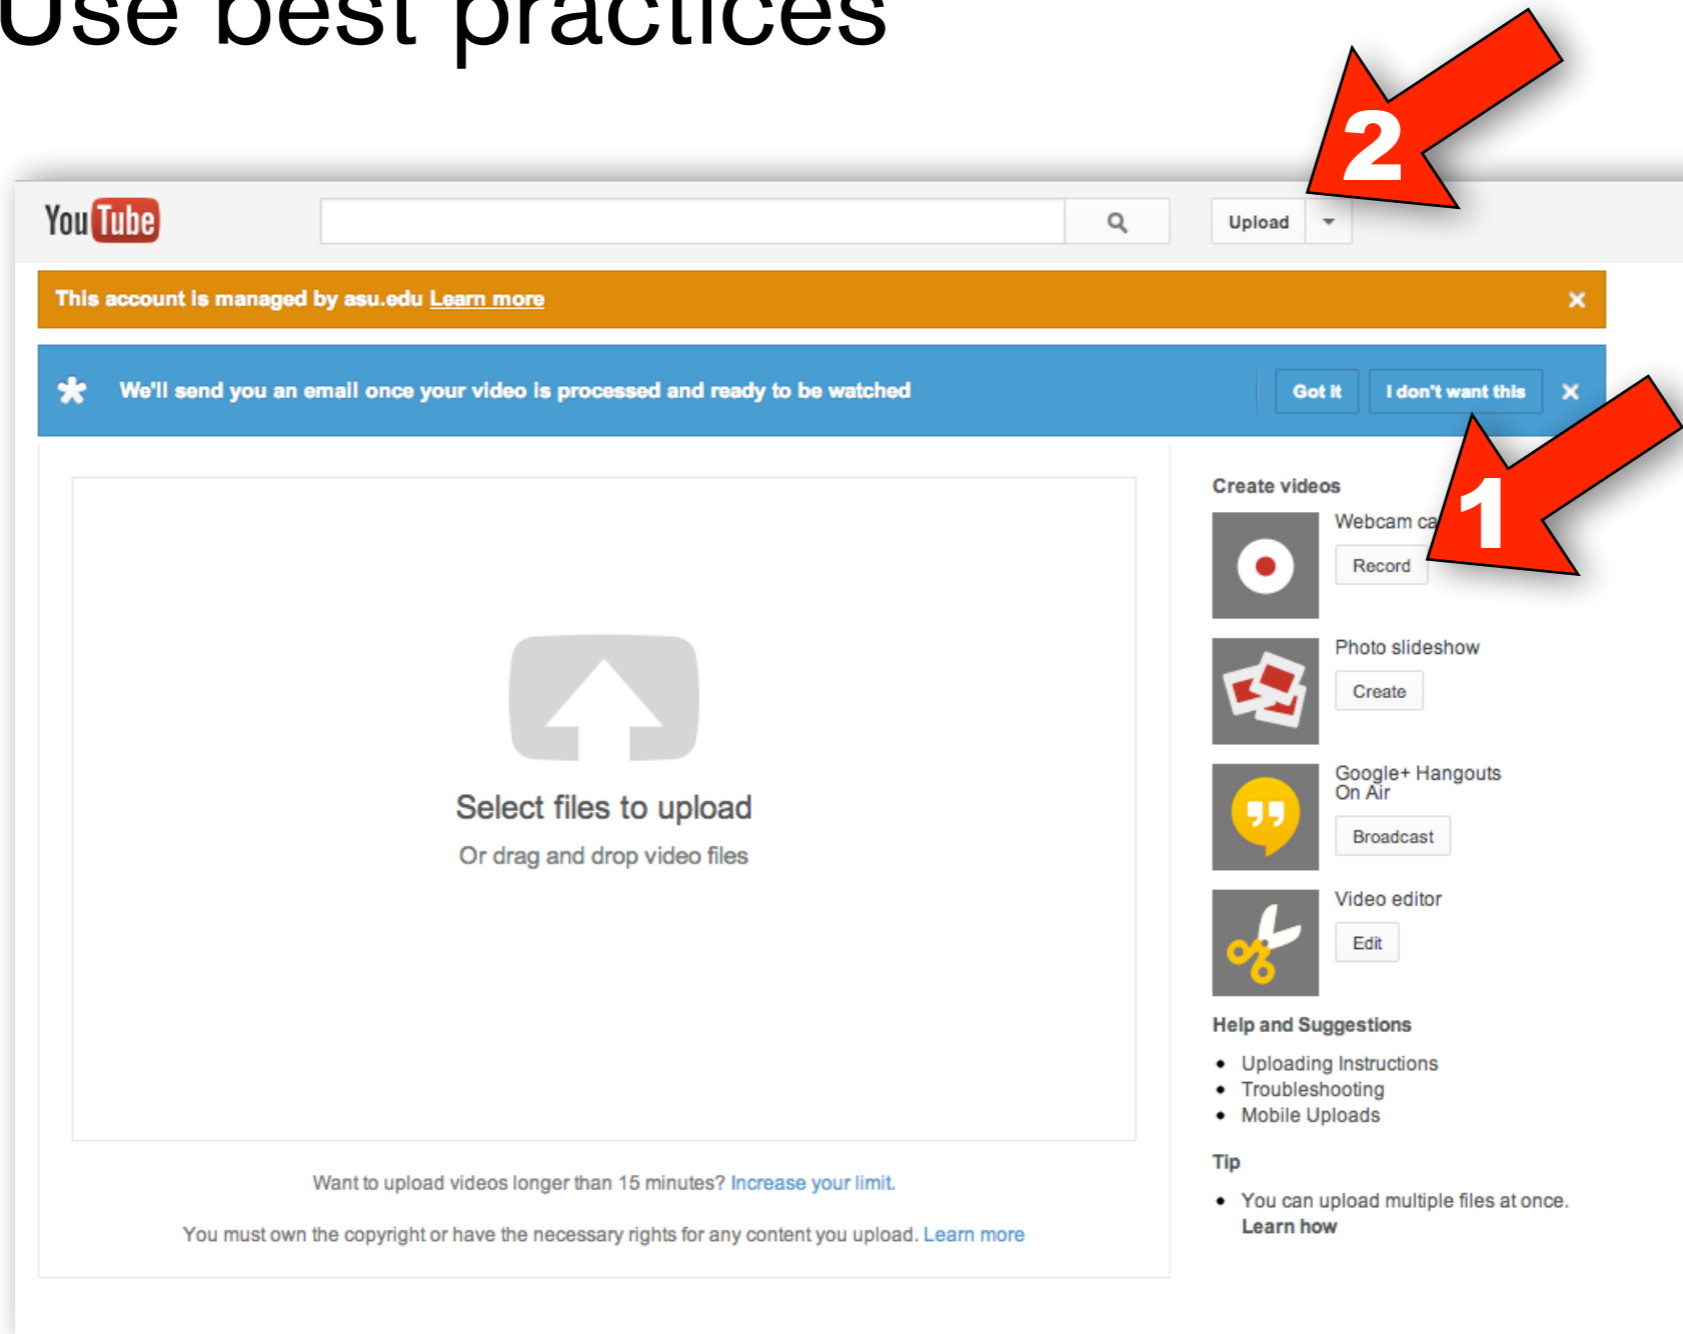 Use best practices
2
YouTube
Upload
This account is managed by asu.edu Learn more
We'll send you an email once your video is processed and ready to be watched
Got it
I don't want this
1
Create videos
Webcam
Record
Photo slideshow
Create
Google+ Hangouts
On Air
Broadcast
Video editor
Edit
Select files to upload
Or drag and drop video files
Help and Suggestions
• Uploading Instructions
• Troubleshooting
• Mobile Uploads
Tip
• You can upload multiple files at once.
Learn how
Want to upload videos longer than 15 minutes? Increase your limit.
You must own the copyright or have the necessary rights for any content you upload. Learn more